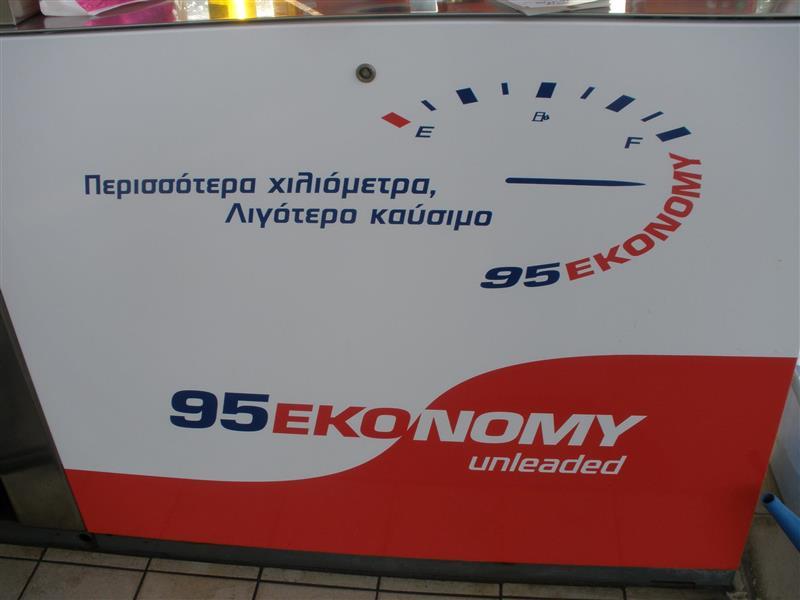 E
F
Περισσότερα χιλιόμετρα,
Λιγότερο καύσιμο
95EKONOMY
95EKONOMY
unleaded